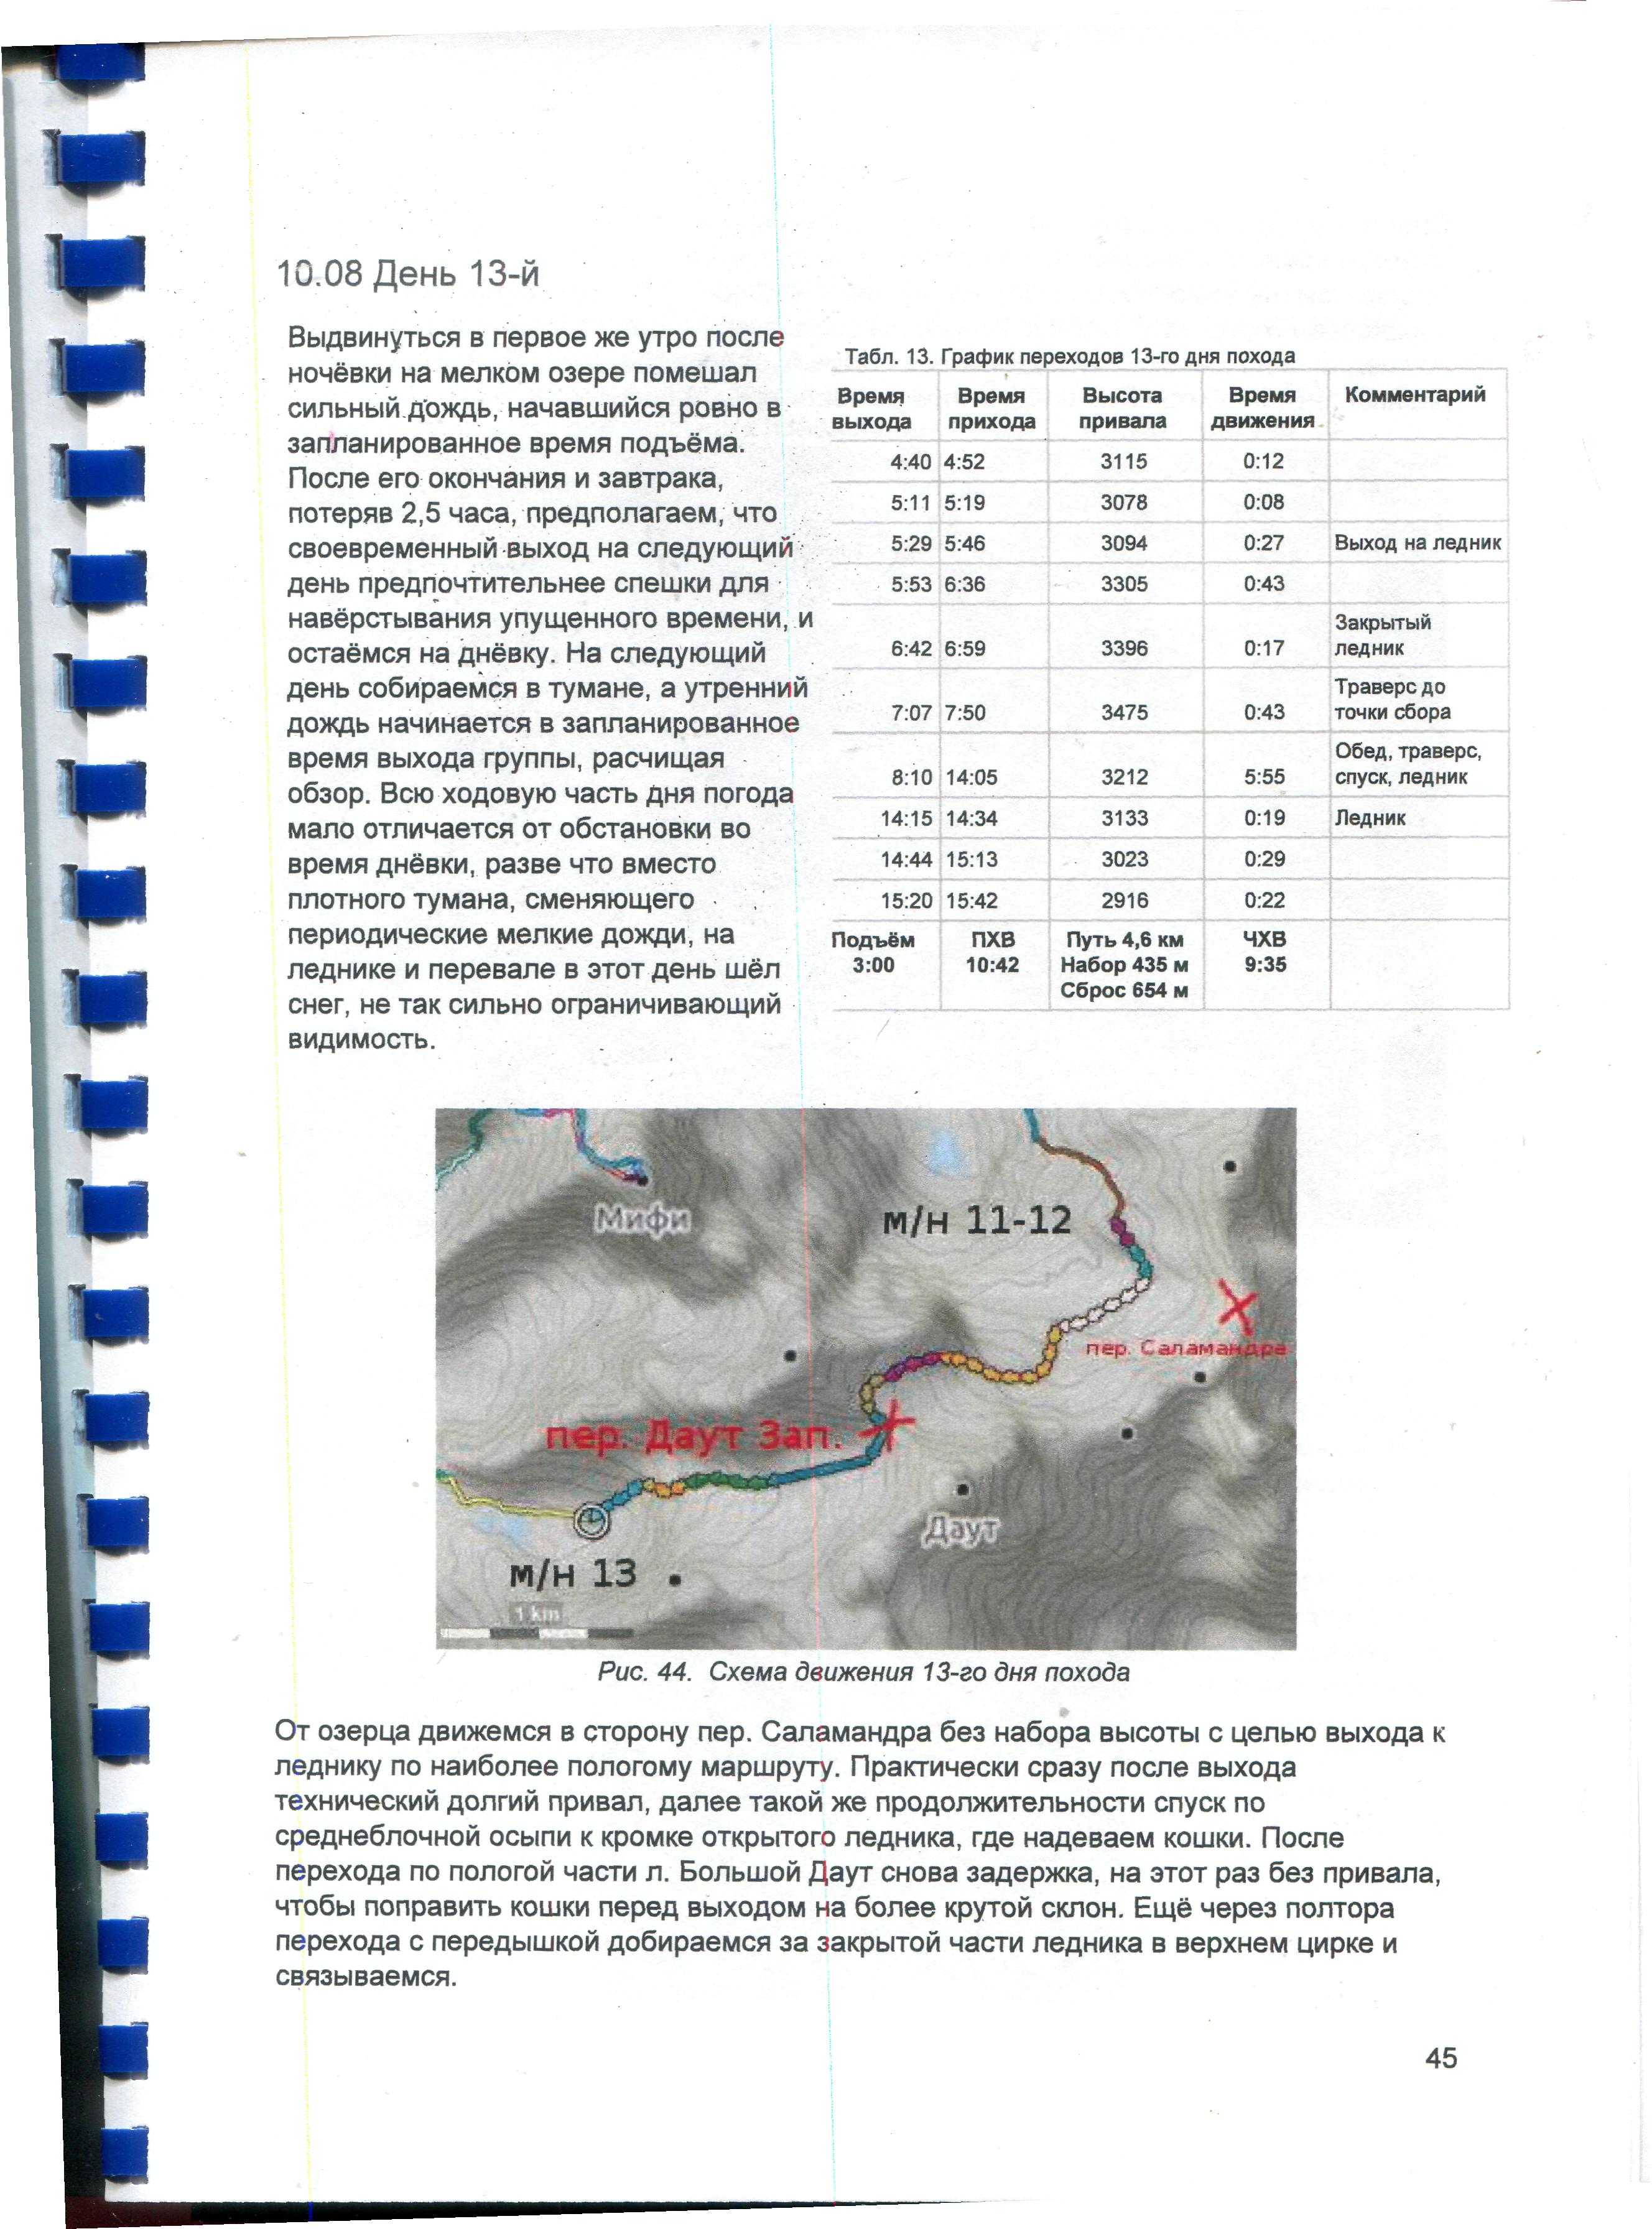 10.08 День 13-й
Выдвинуться в первое же утро после
ночёвки на мелком озере помешал
сильный дождь, начавшийся ровно в
запланированное время подъёма.
После его окончания и завтрака,
потеряв 2,5 часа, предполагаем, что
своевременный выход на следующий
день предпочтительнее спешки для
навёрстывания упущенного времени, и
остаёмся на днёвку. На следующий
день собираемся в тумане, а утренний
дождь начинается в запланированное
время выхода группы, расчищая
обзор. Всю ходовую часть дня погода
мало отличается от обстановки во
время днёвки, разве что вместо
плотного тумана, сменяющего
периодические мелкие дожди, на
леднике и перевале в этот день шёл
снег, не так сильно ограничивающий
видимость.
Табл. 13. График переходов 13-го дня похода
Время Время Высота Время Комментарий
выхода прихода привала движения
4:40 4:52 3115 0:12
5:11 5:19 3078 0:08
5:29 5:46 3094 0:27 Выход на ледник
5:53 6:36 3305 0:43
Закрытый
6:42 6:59 3396 0:17 ледник
Траверс до
7:07 7:50 3475 0:43 точки сбора
Обед, траверс,
8:10 14:05 3212 5:55 спуск, ледник
14:15 14:34 3133 0:19 Ледник
14:44 15:13 3023 0:29
15:20 15:42 2916 0:22
Подъём ПХВ Путь 4,6 км ЧХВ
3:00 10:42 Набор 435 м 9:35
Сброс 654 м
Мифи
м/н 11-12
пер. Саламандра
пер. Даут Зап.
Даут
м/н 13
1 km
Рис. 44. Схема движения 13-го дня похода
От озерца движемся в сторону пер. Саламандра без набора высоты с целью выхода к
леднику по наиболее пологому маршруту. Практически сразу после выхода
технический долгий привал, далее такой же продолжительности спуск по
среднеблочной осыпи к кромке открытого ледника, где надеваем кошки. После
перехода по пологой части л. Большой Даут снова задержка, на этот раз без привала,
чтобы поправить кошки перед выходом на более крутой склон. Ещё через полтора
перехода с передышкой добираемся за закрытой части ледника в верхнем цирке и
связываемся.
45